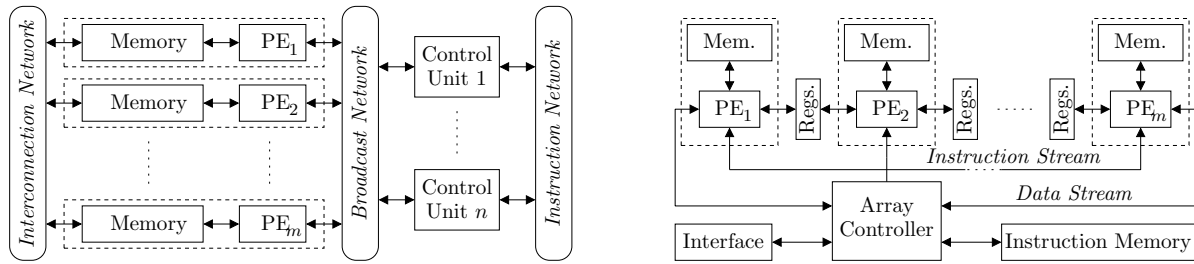 Interconnection Network
Memory
PE1
Memory
PE2
Memory
PEm
Broadcast Network
Control
Unit 1
Control
Unit n
Instruction Network
Mem.
Mem.
Mem.
PE1
Regs.
PE2
Regs.
Regs.
PEm
Instruction Stream
Data Stream
Array
Controller
Interface
Instruction Memory